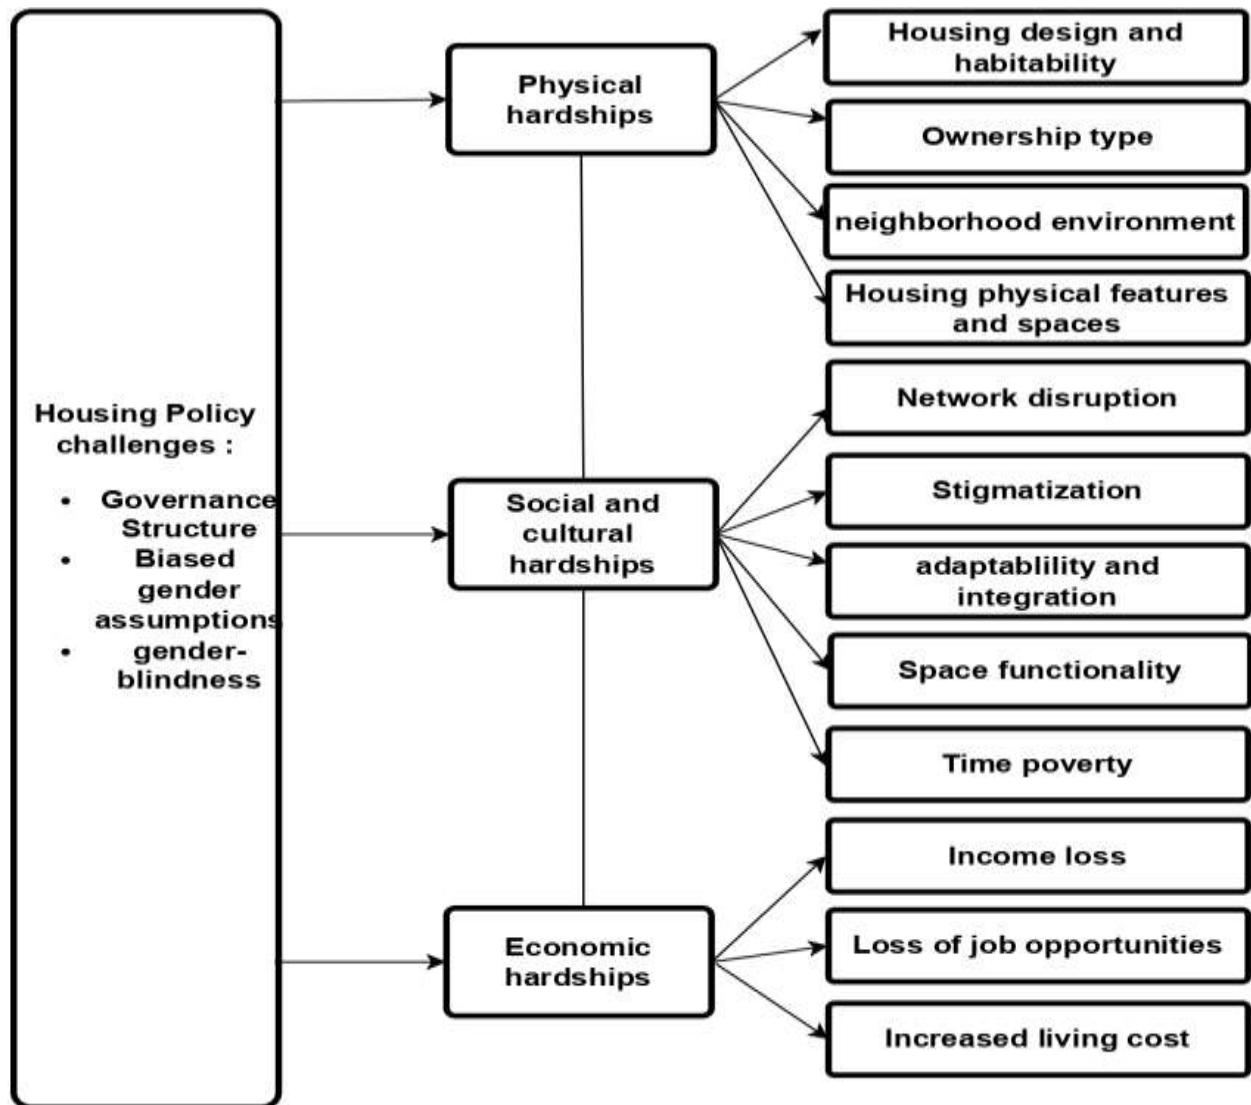 Housing Policy
challenges :
• Governance
Structure
• Biased
gender
assumptions
• gender-
blindness
Physical
hardships
Social and
cultural
hardships
Economic
hardships
Housing design and
habitability
Ownership type
neighborhood environment
Housing physical features
and spaces
Network disruption
Stigmatization
adaptablility and
integration
Space functionality
Time poverty
Income loss
Loss of job opportunities
Increased living cost